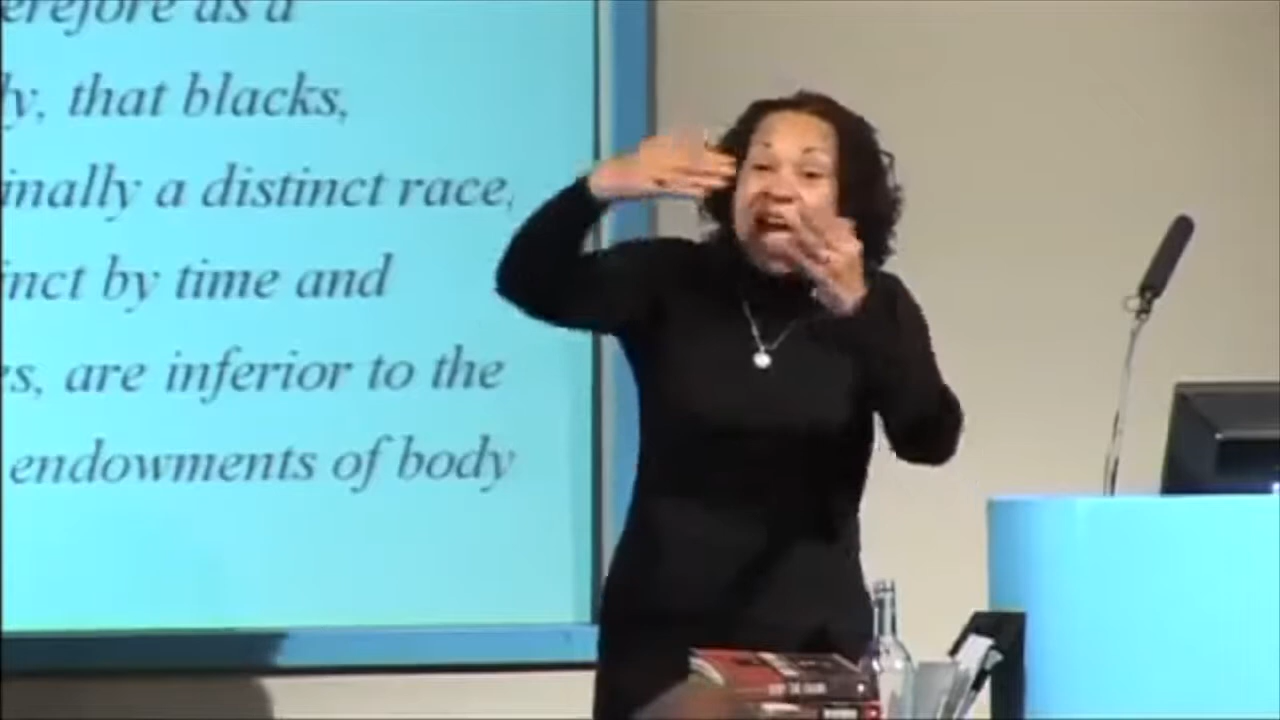 erefore as a
ly, that blacks,
inally a distinct race,
inct by time and
es, are inferior to the
endowments of body